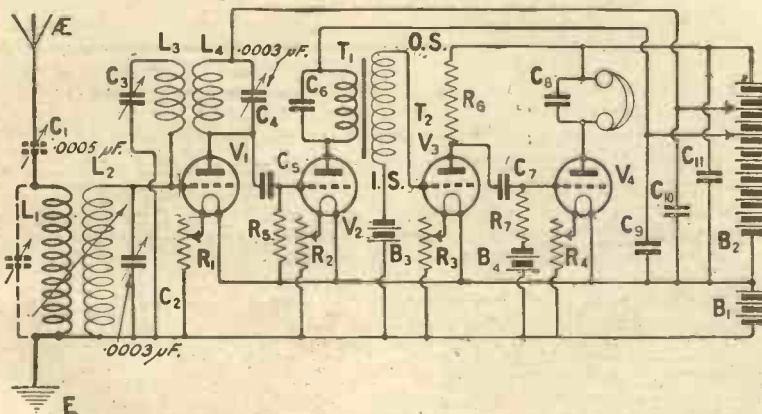 Æ.
L3
L4
.0003 µF.
T1
O.S.
C3
C6
C8
C1
.0005 µF.
C4
R6
T2
V1
V3
L2
C5
C7
V4
C11
L1
I.S.
C10
R5
V2
R7
C9
R1
R2
B3
R3
B4
R4
B2
C2
B1
.0003 µF.
E